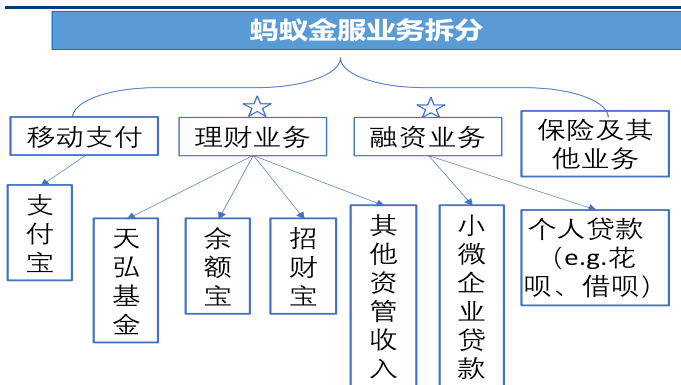 蚂蚁金服业务拆分
移动支付
理财业务
融资业务
保险及其
他业务
支付宝
天弘基金
余额宝
招财宝
其他资管收入
小微企业贷款
个人贷款
（e.g.花
呗、借呗）